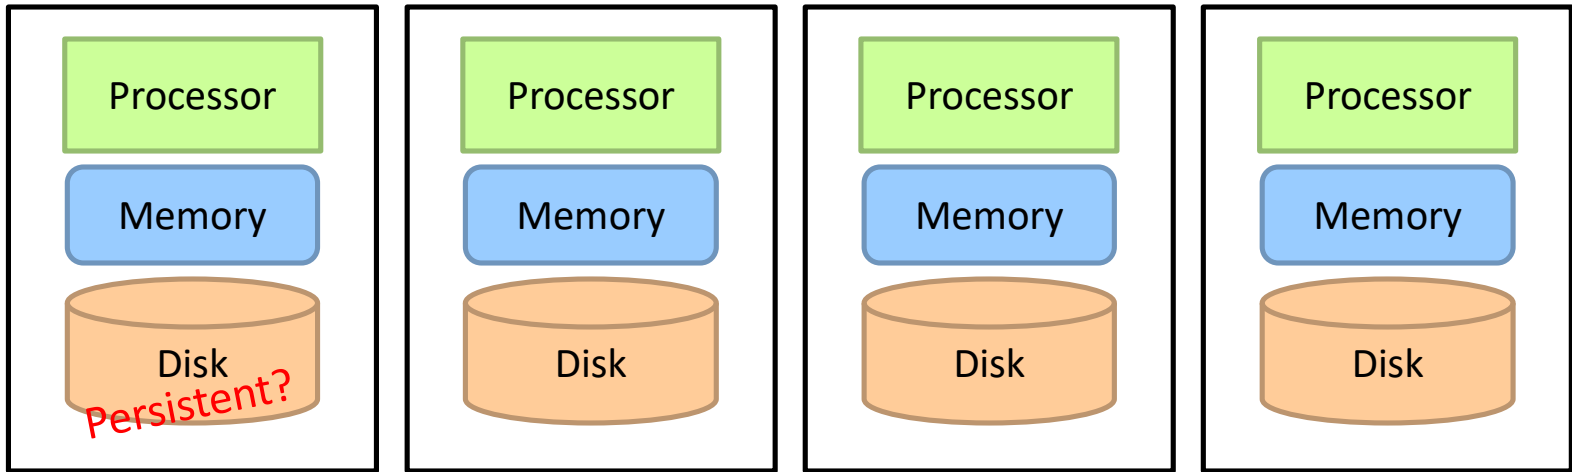 Processor
Memory
Disk
Persistent?
Processor
Memory
Disk
Processor
Memory
Disk
Processor
Memory
Disk